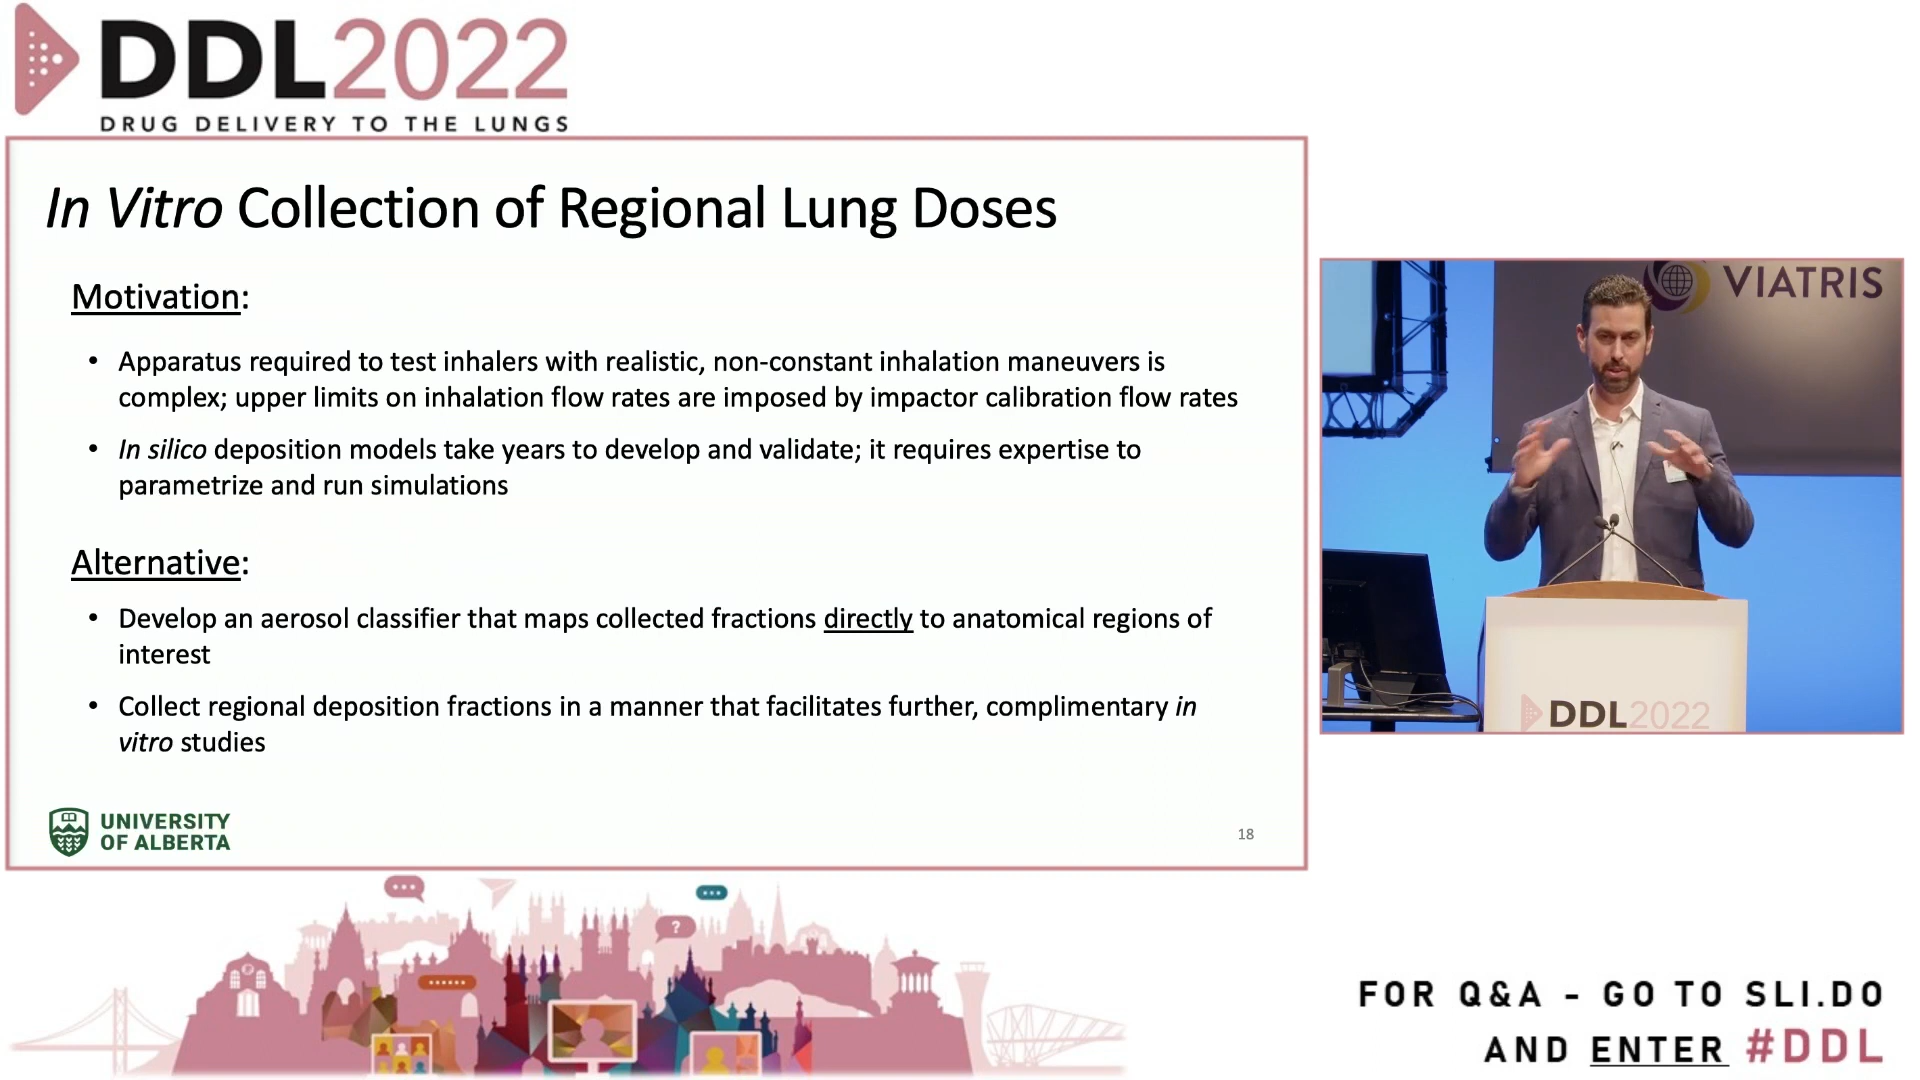 DDL2022
DRUG DELIVERY TO THE LUNGS
In Vitro Collection of Regional Lung Doses
Motivation:
• Apparatus required to test inhalers with realistic, non-constant inhalation maneuvers is
complex; upper limits on inhalation flow rates are imposed by impactor calibration flow rates
• In silico deposition models take years to develop and validate; it requires expertise to
parametrize and run simulations
Alternative:
• Develop an aerosol classifier that maps collected fractions directly to anatomical regions of
interest
• Collect regional deposition fractions in a manner that facilitates further, complimentary in
vitro studies
UNIVERSITY
OF ALBERTA
18
VIATRIS
DDL2022
?
FOR Q&A - GO TO SLI.DO
AND ENTER #DDL